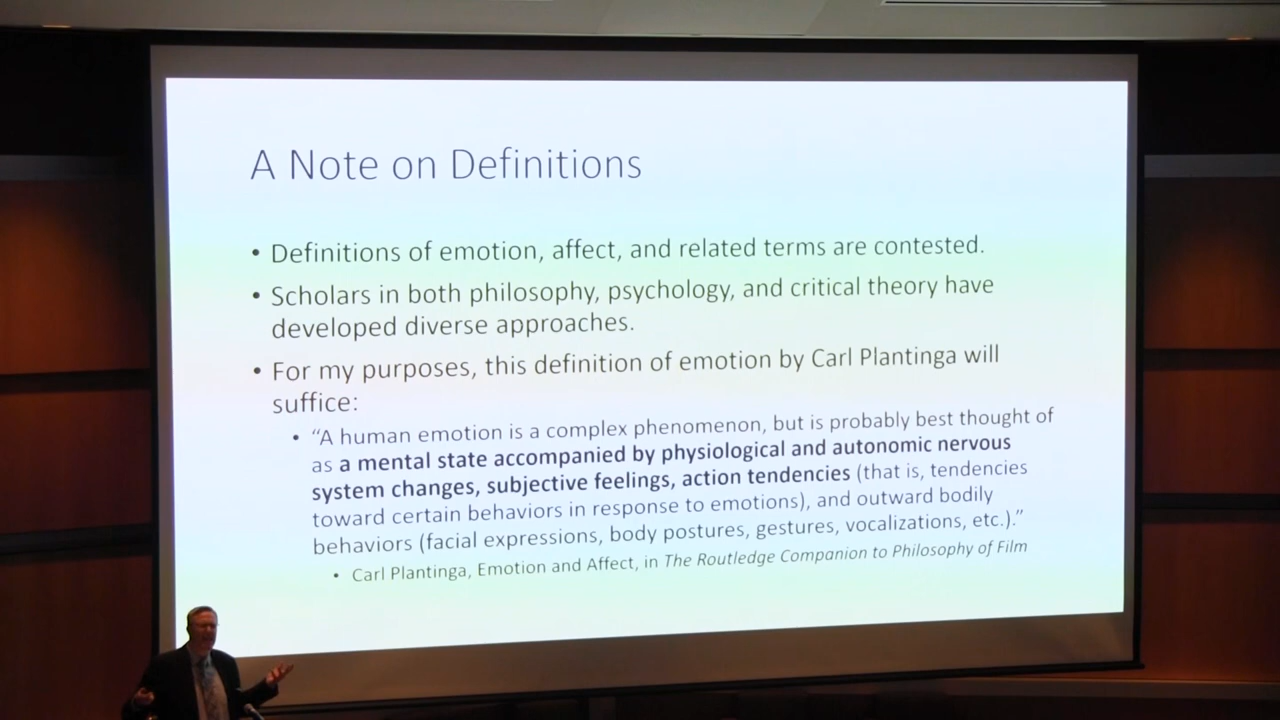 A Note on Definitions
• Definitions of emotion, affect, and related terms are contested.
• Scholars in both philosophy, psychology, and critical theory have
developed diverse approaches.
• For my purposes, this definition of emotion by Carl Plantinga will
suffice:
• “A human emotion is a complex phenomenon, but is probably best thought of
as a mental state accompanied by physiological and autonomic nervous
system changes, subjective feelings, action tendencies (that is, tendencies
toward certain behaviors in response to emotions), and outward bodily
behaviors (facial expressions, body postures, gestures, vocalizations, etc.).”
• Carl Plantinga, Emotion and Affect, in The Routledge Companion to Philosophy of Film